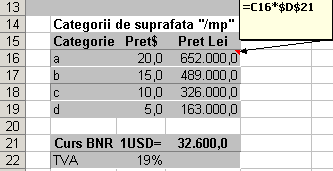 =C16*$D$21
13
14 Categorii de suprafata "/mp"
15 Categorie Pret$ Pret Lei
16 a 20,0 652.000,0
17 b 15,0 489.000,0
18 c 10,0 326.000,0
19 d 5,0 163.000,0
20
21 Curs BNR 1USD= 32.600,0
22 TVA 19%